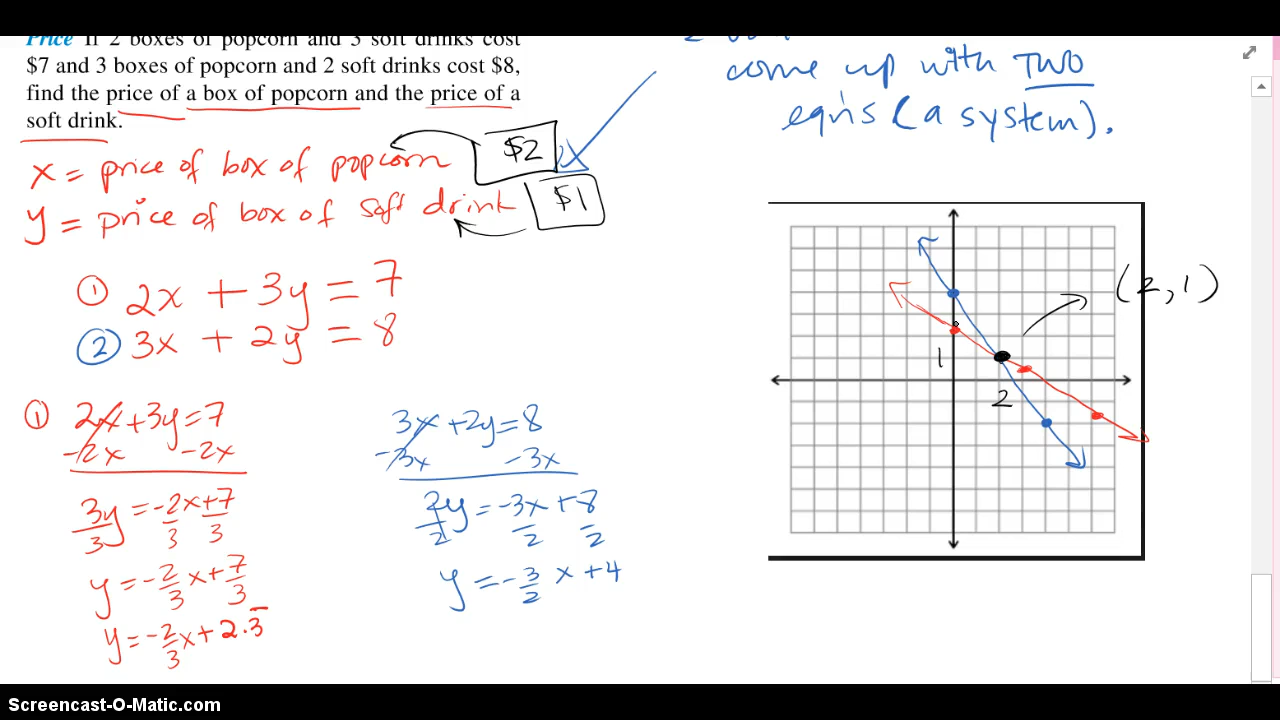 Price If 2 boxes of popcorn and 3 soft drinks cost
$7 and 3 boxes of popcorn and 2 soft drinks cost $8,
find the price of a box of popcorn and the price of a
soft drink.
x = price of box of popcorn
$2
x
y = price of box of soft drink
$1
① 2x + 3y = 7
② 3x + 2y = 8
① 2x + 3y = 7
-2x -2x
3y = -2x + 7
3 3 3
y = -2/3 x + 7/3
y = -2/3 x + 2.3̅
3x + 2y = 8
-3x -3x
2y = -3x + 8
2 2 2
y = -3/2 x + 4
come up with TWO
eqn's (a system).
(2,1)
1
2
Screencast-O-Matic.com